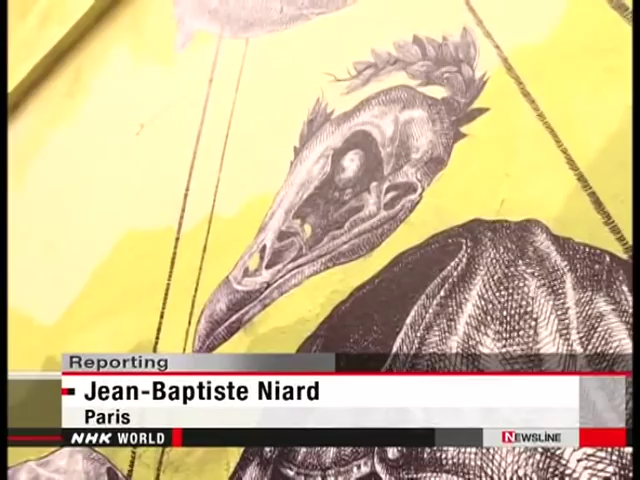 Reporting
Jean-Baptiste Niard
Paris
NHK WORLD
NEWSLINE